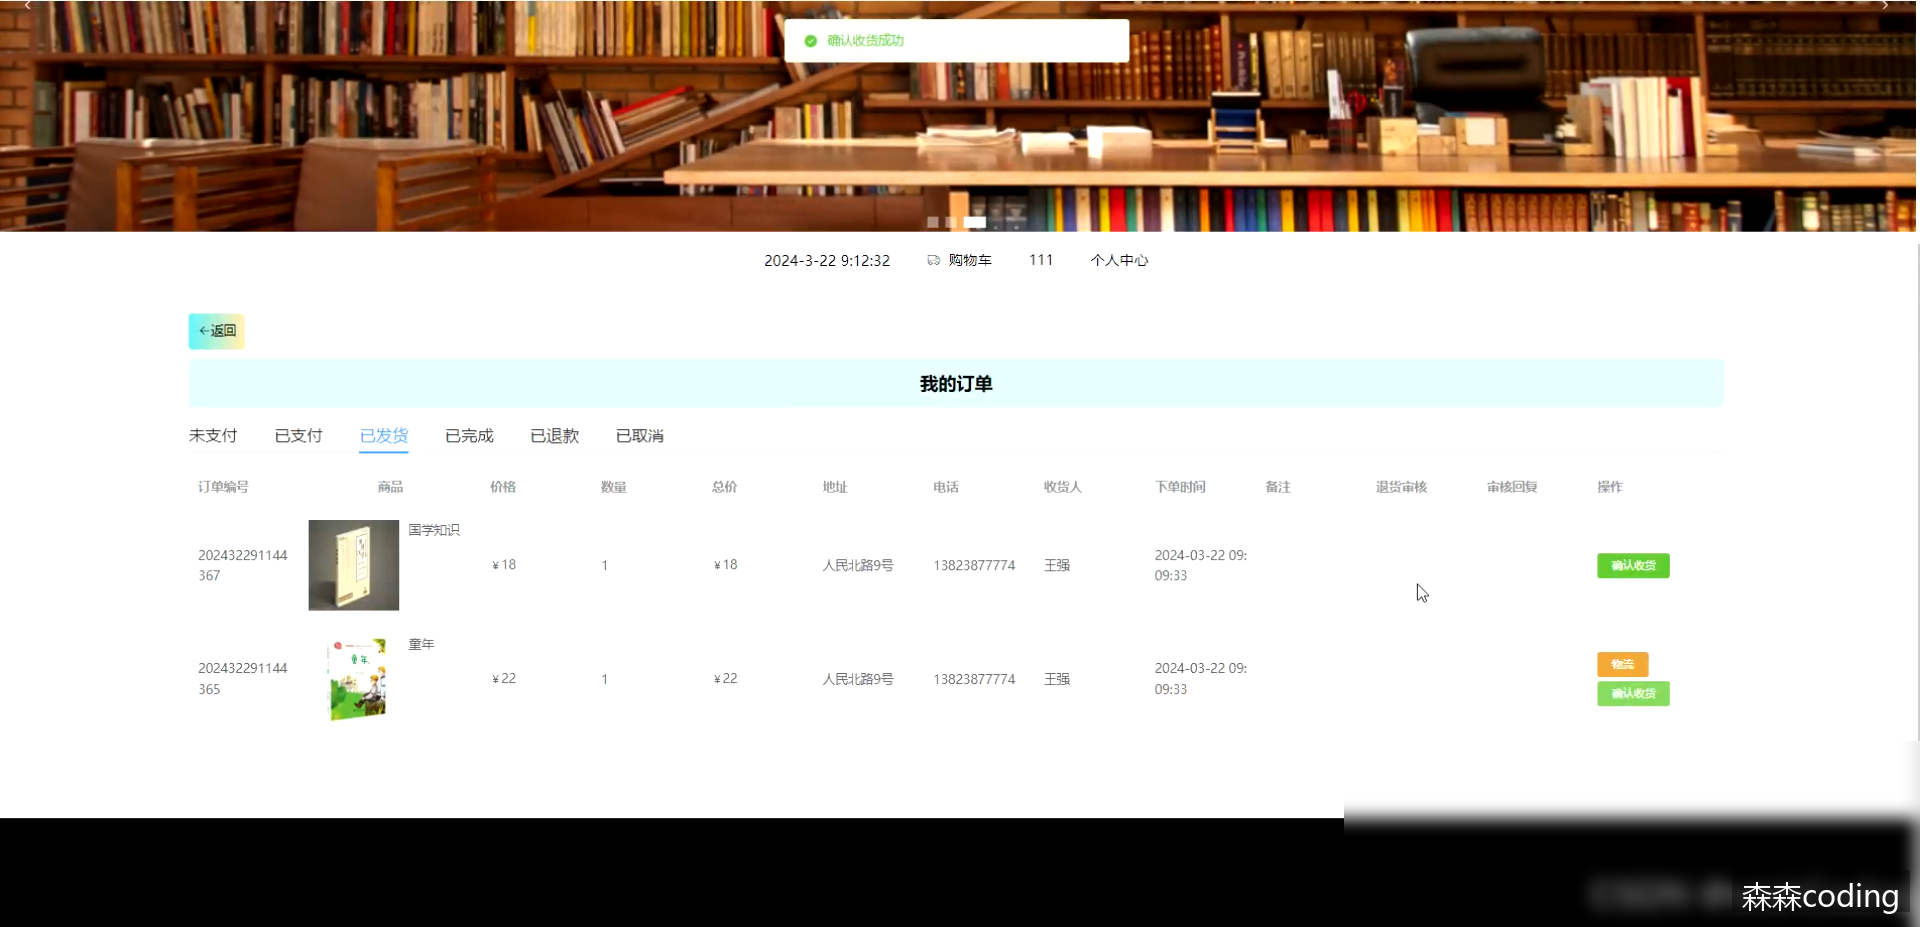 确认收货成功
2024-3-22 9:12:32 购物车 111 个人中心
←返回
我的订单
未支付 已支付 已发货 已完成 已退款 已取消
订单编号 商品 价格 数量 总价 地址 电话 收货人 下单时间 备注 退货审核 审核回复 操作
国学知识
202432291144 ¥18 1 ¥18 人民北路9号 13823877774 王强 2024-03-22 09: 确认收货
367 09:33
童年
童年
物流
202432291144 ¥22 1 ¥22 人民北路9号 13823877774 王强 2024-03-22 09:
365 09:33 确认收货
森森coding